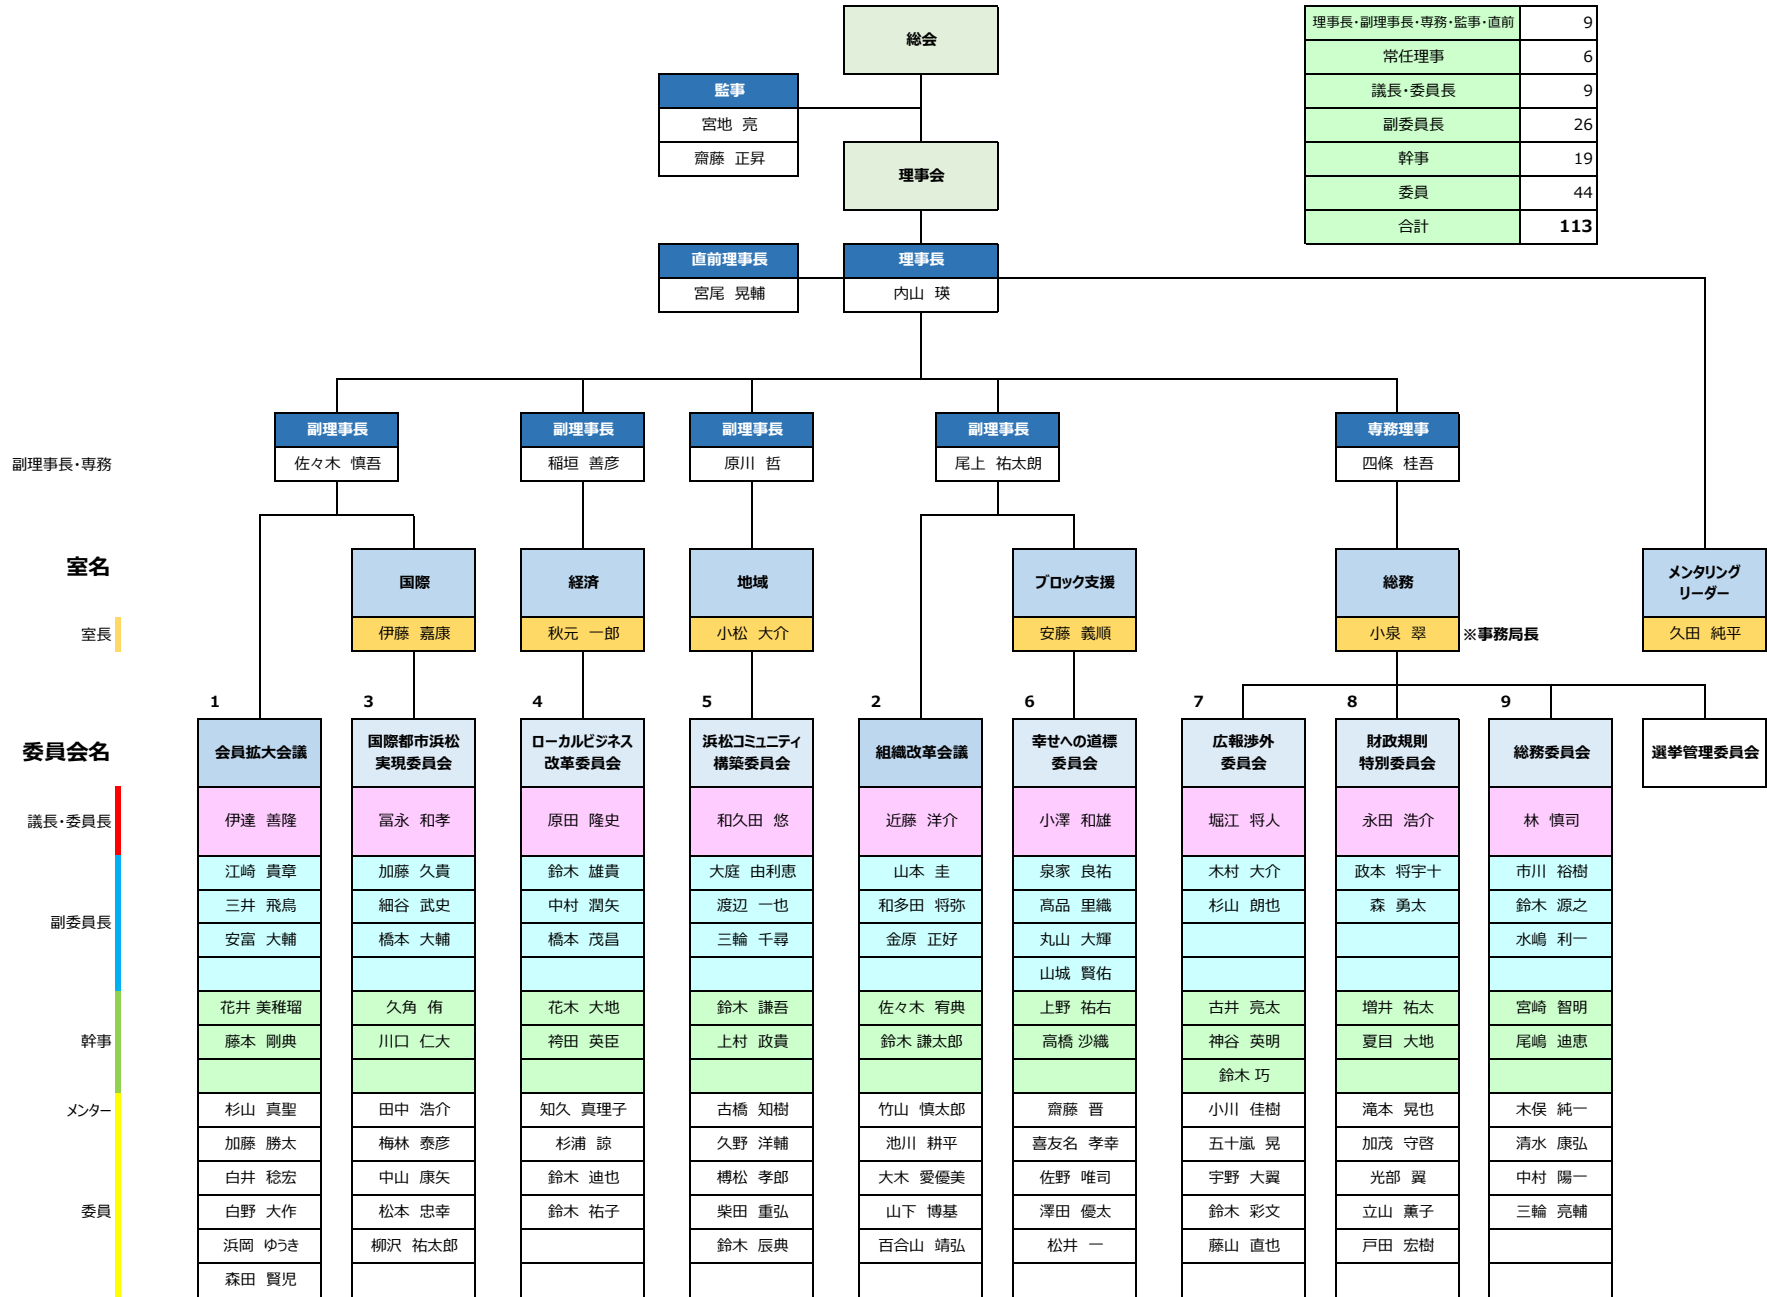 総会
理事長・副理事長・専務・監事・直前 9
常任理事 6
議長・委員長 9
副委員長 26
幹事 19
委員 44
合計 113
監事
宮地 亮
齋藤 正昇
理事会
直前理事長 理事長
宮尾 晃輔 内山 瑛
副理事長 副理事長 副理事長 副理事長 専務理事
副理事長・専務 佐々木 慎吾 稲垣 善彦 原川 哲 尾上 祐太朗 四條 桂吾
室名 国際 経済 地域 ブロック支援 総務 メンタリング
リーダー
室長 伊藤 嘉康 秋元 一郎 小松 大介 安藤 義順 小泉 翠 ※事務局長 久田 純平
1 3 4 5 2 6 7 8 9
委員会名 会員拡大会議 国際都市浜松 ローカルビジネス 浜松コミュニティ 組織改革会議 幸せへの道標 広報渉外 財政規則 総務委員会 選挙管理委員会
実現委員会 改革委員会 構築委員会 委員会 委員会 特別委員会
議長・委員長 伊達 善隆 冨永 和孝 原田 隆史 和久田 悠 近藤 洋介 小澤 和雄 堀江 将人 永田 浩介 林 慎司
江崎 貴章 加藤 久貴 鈴木 雄貴 大庭 由利恵 山本 圭 泉家 良祐 木村 大介 政本 将宇十 市川 裕樹
副委員長 三井 飛鳥 細谷 武史 中村 潤矢 渡辺 一也 和多田 将弥 髙品 里織 杉山 朗也 森 勇太 鈴木 源之
安富 大輔 橋本 大輔 橋本 茂昌 三輪 千尋 金原 正好 丸山 大輝 水嶋 利一
山城 賢佑
花井 美稚瑠 久角 侑 花木 大地 鈴木 謙吾 佐々木 宥典 上野 祐右 古井 亮太 増井 祐太 宮崎 智明
幹事 藤本 剛典 川口 仁大 袴田 英臣 上村 政貴 鈴木 謙太郎 高橋 沙織 神谷 英明 夏目 大地 尾嶋 迪恵
鈴木 巧
メンター 杉山 真聖 田中 浩介 知久 真理子 古橋 知樹 竹山 慎太郎 齋藤 晋 小川 佳樹 滝本 晃也 木俣 純一
加藤 勝太 梅林 泰彦 杉浦 諒 久野 洋輔 池川 耕平 喜友名 孝幸 五十嵐 晃 加茂 守啓 清水 康弘
白井 稔宏 中山 康矢 鈴木 迪也 榑松 孝郎 大木 愛優美 佐野 唯司 宇野 大翼 光部 翼 中村 陽一
委員 白野 大作 松本 忠幸 鈴木 祐子 柴田 重弘 山下 博基 澤田 優太 鈴木 彩文 立山 薫子 三輪 亮輔
浜岡 ゆうき 柳沢 祐太郎 鈴木 辰典 百合山 靖弘 松井 一 藤山 直也 戸田 宏樹
森田 賢児